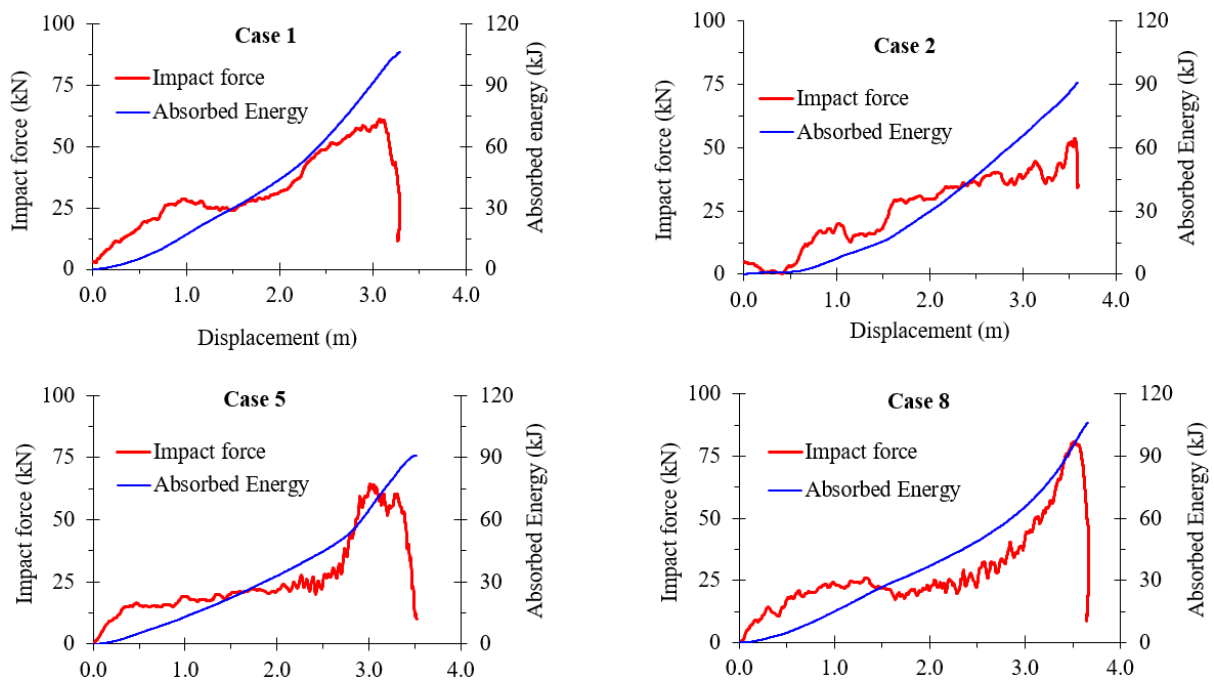 Case 1
Impact force
Absorbed Energy
Impact force (kN)
100
75
50
25
0
Absorbed energy (kJ)
120
90
60
30
0
0.0 1.0 2.0 3.0 4.0
Displacement (m)
Case 2
Impact force
Absorbed Energy
Impact force (kN)
100
75
50
25
0
Absorbed Energy (kJ)
120
90
60
30
0
0.0 1.0 2.0 3.0 4.0
Displacement (m)
Case 5
Impact force
Absorbed Energy
Impact force (kN)
100
75
50
25
0
Absorbed Energy (kJ)
120
90
60
30
0
0.0 1.0 2.0 3.0 4.0
Case 8
Impact force
Absorbed Energy
Impact force (kN)
100
75
50
25
0
Absorbed Energy (kJ)
120
90
60
30
0
0.0 1.0 2.0 3.0 4.0